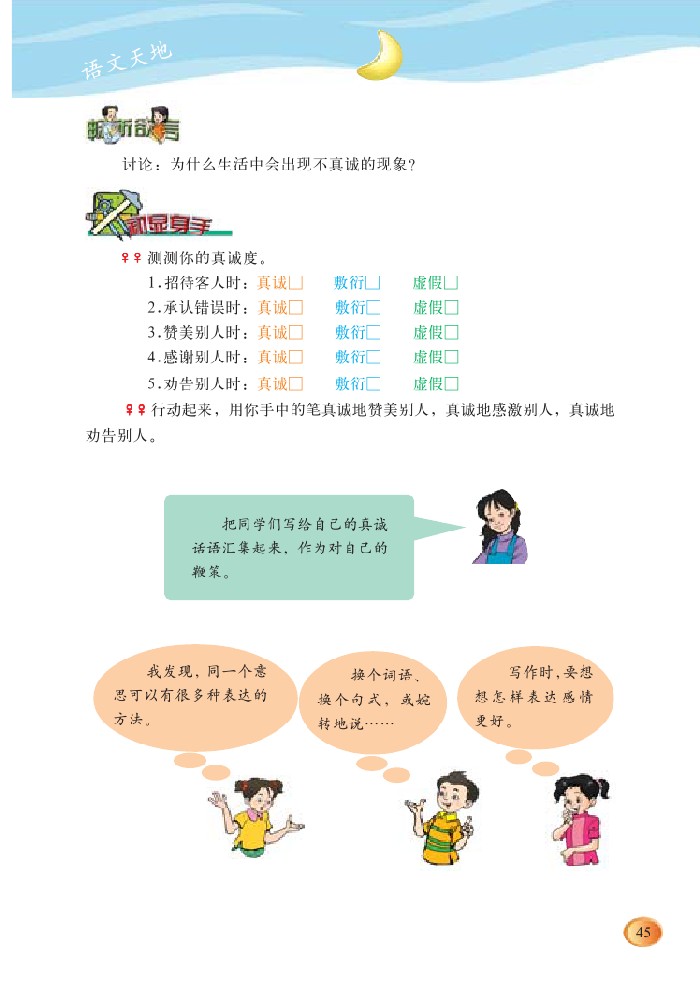 语文天地
畅所欲言
讨论：为什么生活中会出现不真诚的现象？
初显身手
测测你的真诚度。
1.招待客人时：真诚□ 敷衍□ 虚假□
2.承认错误时：真诚□ 敷衍□ 虚假□
3.赞美别人时：真诚□ 敷衍□ 虚假□
4.感谢别人时：真诚□ 敷衍□ 虚假□
5.劝告别人时：真诚□ 敷衍□ 虚假□
行动起来，用你手中的笔真诚地赞美别人，真诚地感激别人，真诚地
劝告别人。
把同学们写给自己的真诚
话语汇集起来，作为对自己的
鞭策。
我发现，同一个意
思可以有很多种表达的
方法。
换个词语、
换个句式，或婉
转地说……
写作时，要想
想怎样表达感情
更好。
45